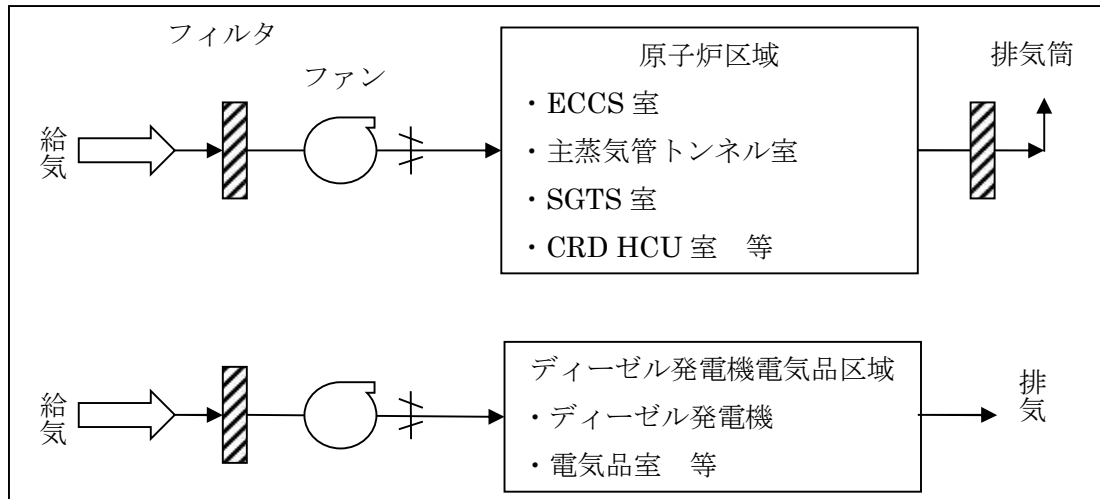 フィルタ
ファン
給気
原子炉区域
・ECCS 室
・主蒸気管トンネル室
・SGTS 室
・CRD HCU 室　等
排気筒
給気
ディーゼル発電機電気品区域
・ディーゼル発電機
・電気品室　等
排気